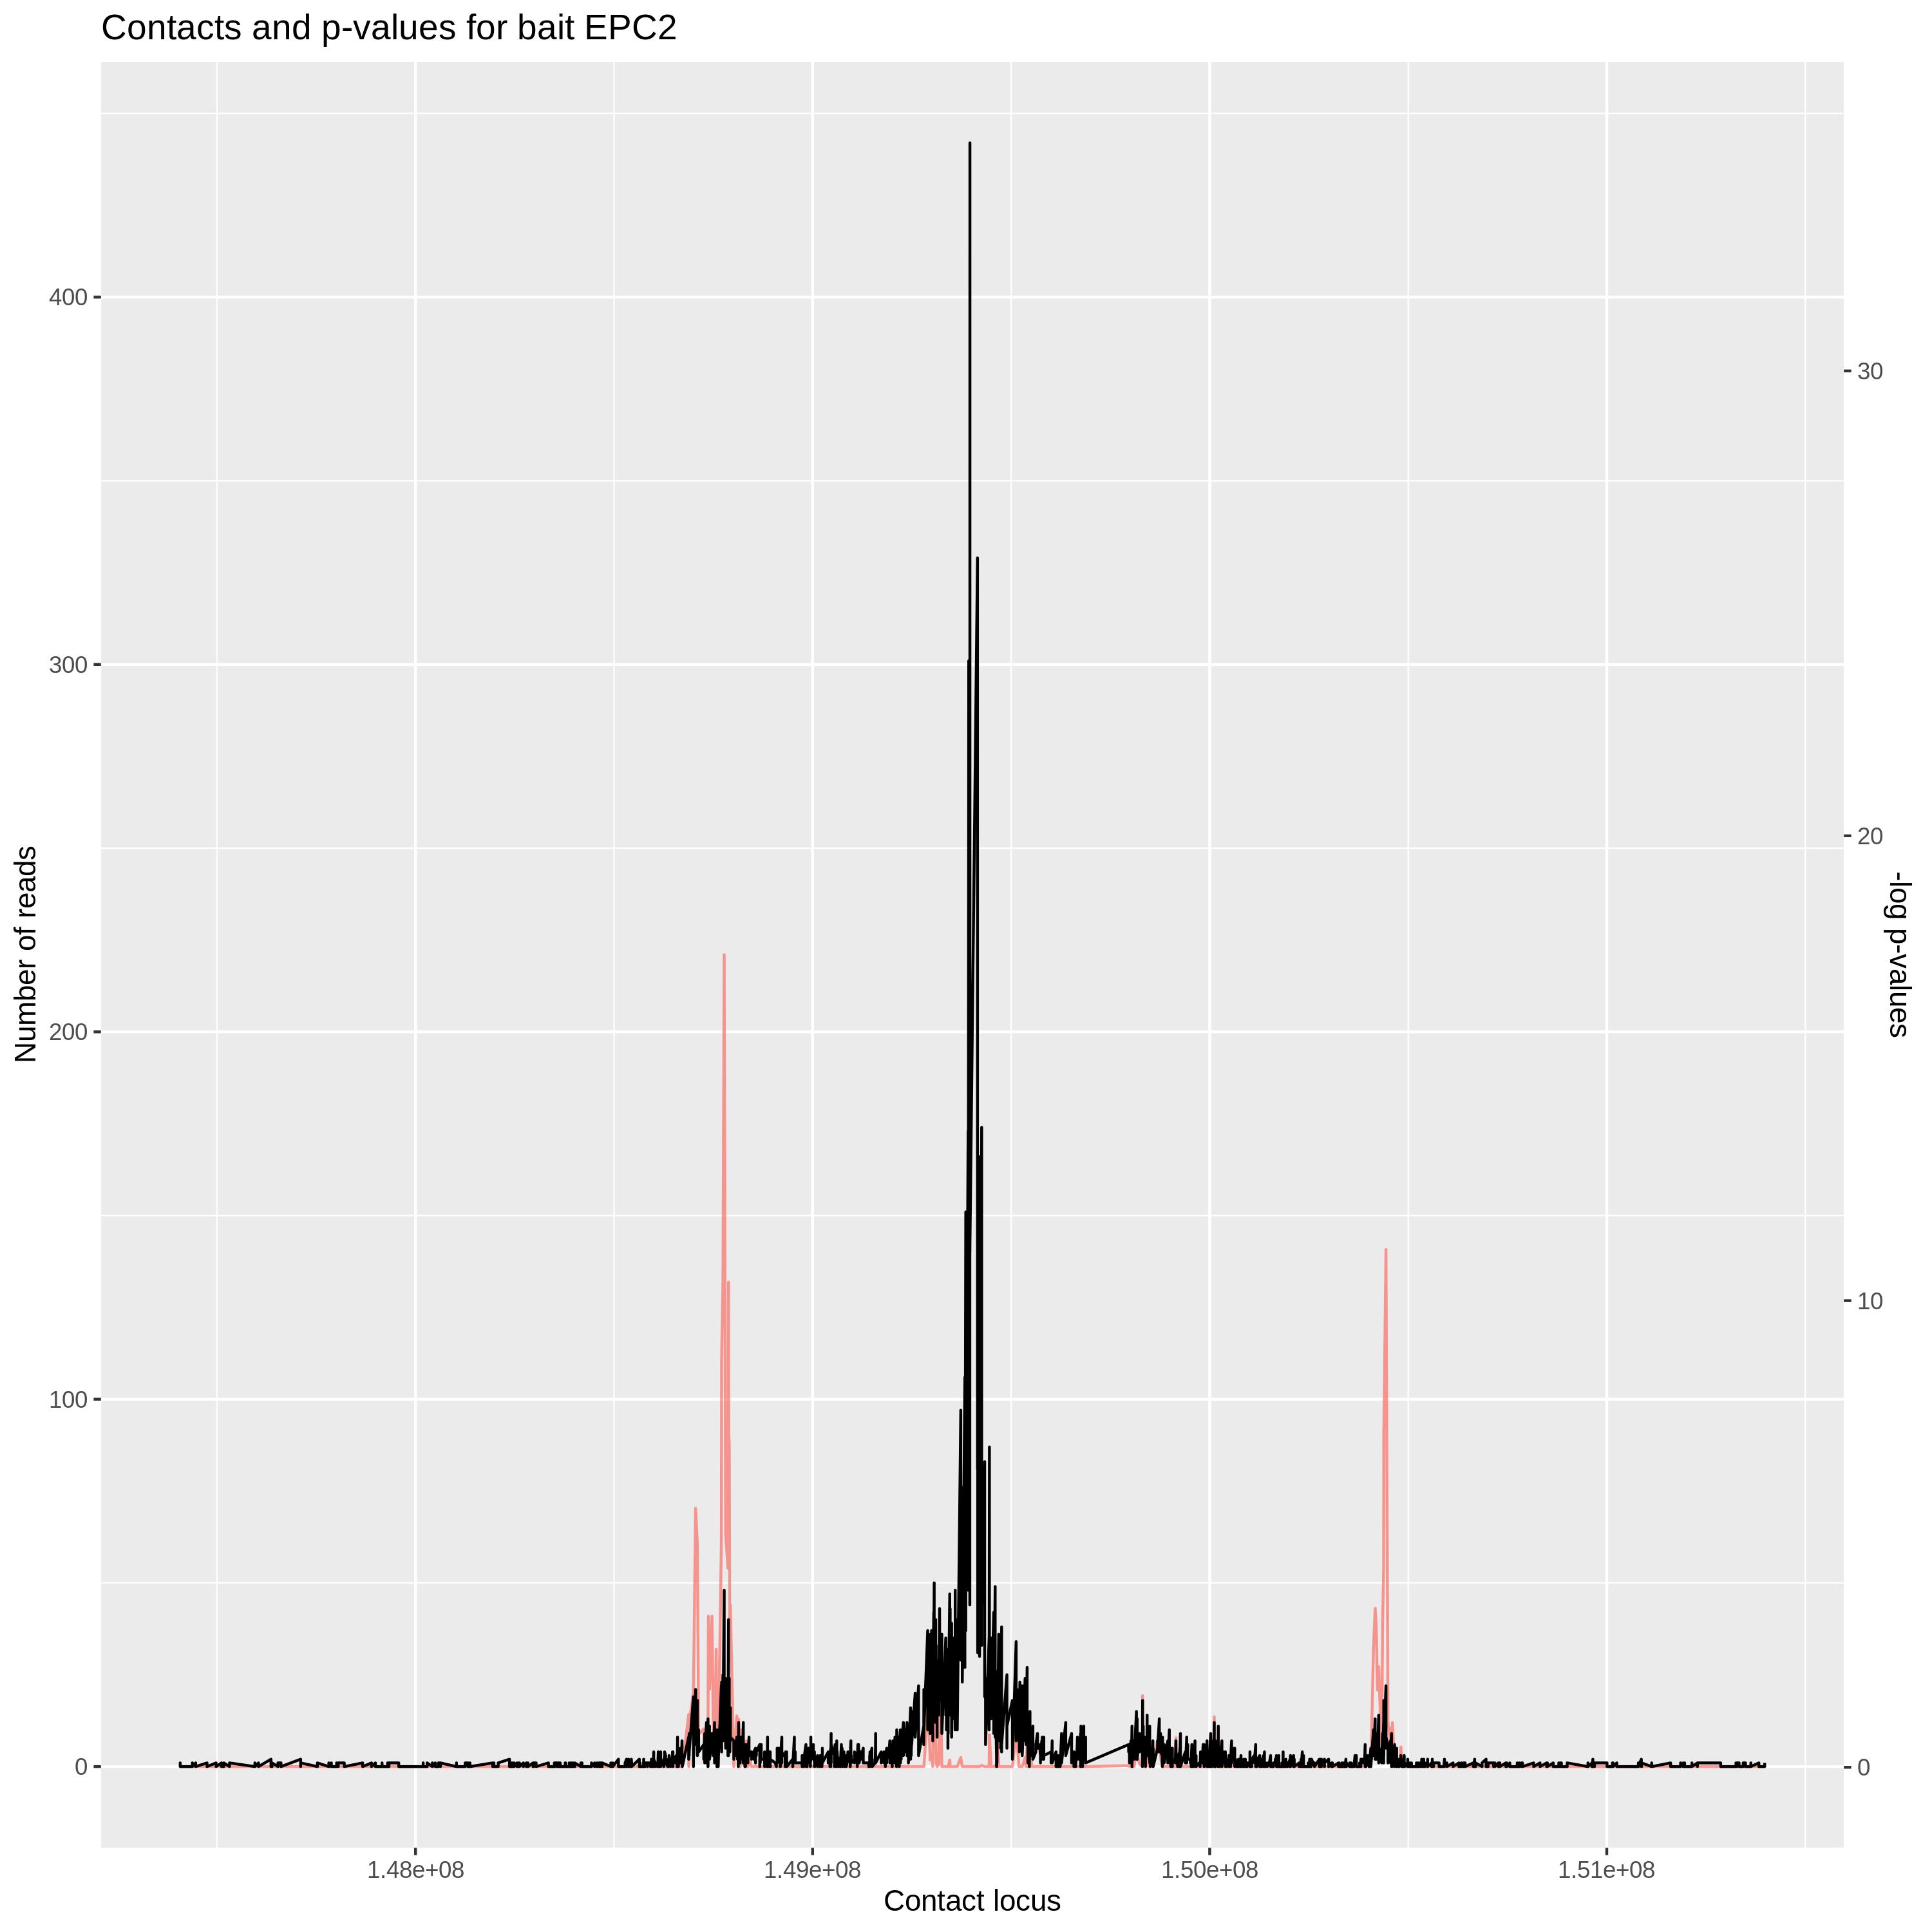 Contacts and p-values for bait EPC2
Number of reads
400
300
200
100
0
30
20
10
0
-log p-values
1.48e+08
1.49e+08
1.50e+08
1.51e+08
Contact locus